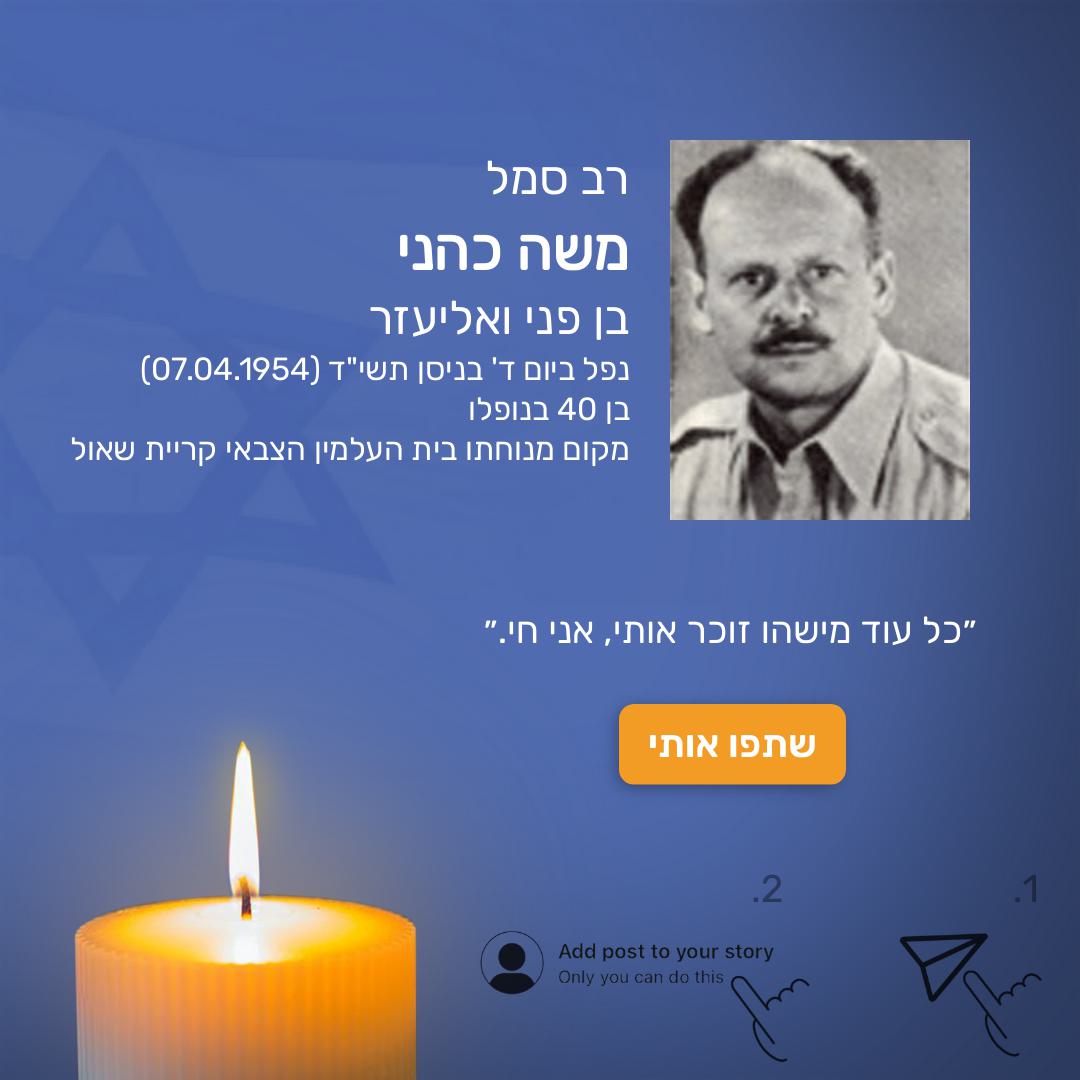 רב סמל
משה כהני
בן פני ואליעזר
נפל ביום ד' בניסן תשי"ד (07.04.1954)
בן 40 בנופלו
מקום מנוחתו בית העלמין הצבאי קריית שאול
״כל עוד מישהו זוכר אותי, אני חי.״
שתפו אותי
1.
2.
Add post to your story
Only you can do this